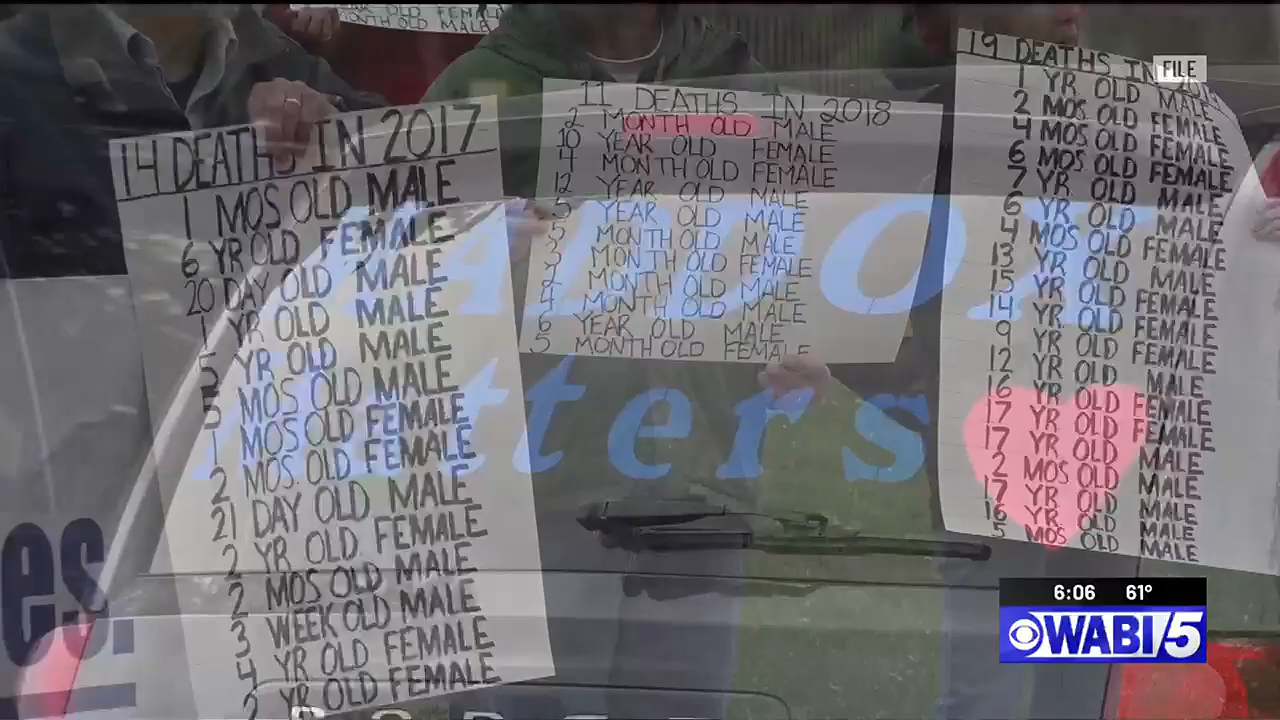 OLD FEMALE
MONTH OLD MALE
14 DEATHS IN 2017
1 MOS OLD MALE
6 YR OLD FEMALE
20 DAY OLD MALE
1 YR OLD MALE
5 YR OLD MALE
5 MOS OLD MALE
1 MOS OLD FEMALE
2 MOS OLD FEMALE
21 DAY OLD MALE
2 YR OLD FEMALE
2 MOS OLD MALE
3 WEEK OLD MALE
4 YR OLD FEMALE
2 YR OLD FEMALE
11 DEATHS IN 2018
2 MONTH OLD MALE
10 YEAR OLD FEMALE
4 MONTH OLD FEMALE
12 YEAR OLD MALE
5 YEAR OLD MALE
5 MONTH OLD MALE
3 MONTH OLD FEMALE
MONTH OLD MALE
4 MONTH OLD MALE
6 YEAR OLD MALE
5 MONTH OLD FEMALE
19 DEATHS IN
1 YR OLD MALE
2 MOS OLD FEMALE
4 MOS OLD FEMALE
6 MOS OLD FEMALE
7 YR OLD MALE
6 YR OLD MALE
4 MOS OLD FEMALE
13 YR OLD MALE
15 YR OLD FEMALE
14 YR OLD FEMALE
9 YR OLD FEMALE
12 YR OLD MALE
16 YR OLD FEMALE
17 YR OLD FEMALE
17 YR OLD MALE
2 MOS OLD MALE
17 YR OLD MALE
16 YR OLD MALE
5 MOS OLD MALE
FILE
es.
6:06 61°
WABI 5